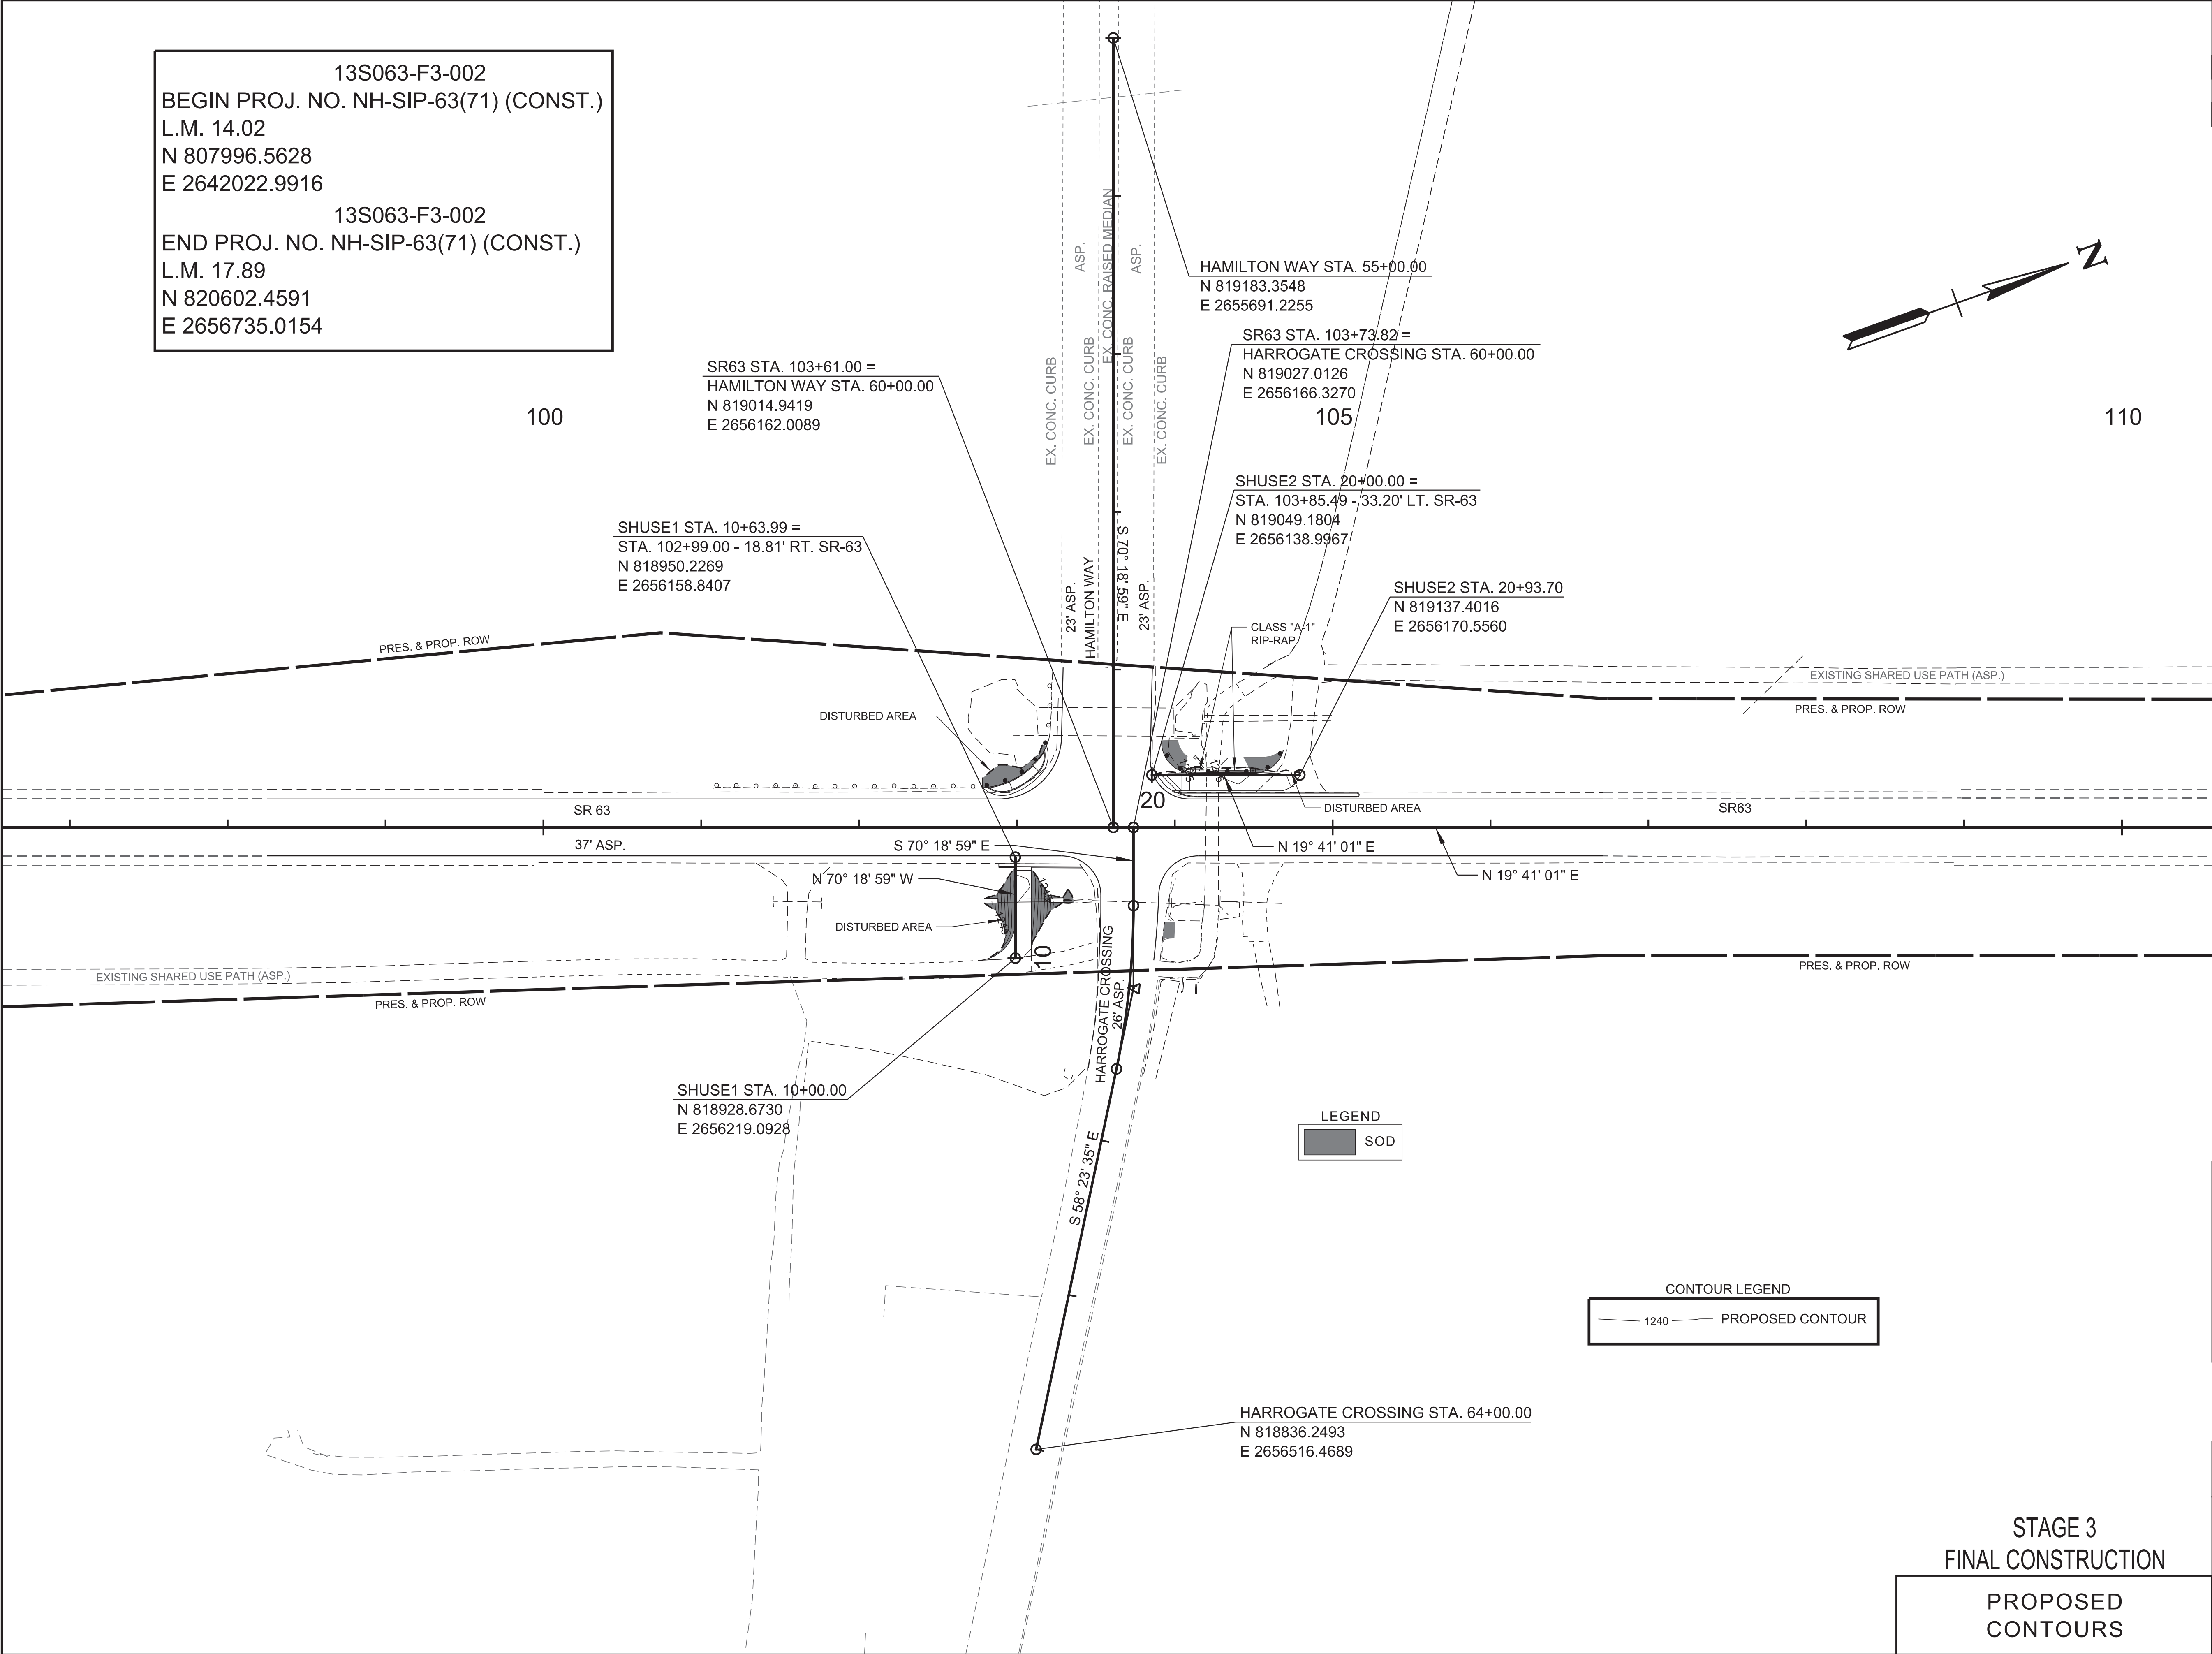 13S063-F3-002
BEGIN PROJ. NO. NH-SIP-63(71) (CONST.)
L.M. 14.02
N 807996.5628
E 2642022.9916
13S063-F3-002
END PROJ. NO. NH-SIP-63(71) (CONST.)
L.M. 17.89
N 820602.4591
E 2656735.0154
N
HAMILTON WAY STA. 55+00.00
N 819183.3548
E 2655691.2255
SR63 STA. 103+73.82 =
HARROGATE CROSSING STA. 60+00.00
N 819027.0126
E 2656166.3270
SR63 STA. 103+61.00 =
HAMILTON WAY STA. 60+00.00
N 819014.9419
E 2656162.0089
100
105
110
ASP.
EX. CONC. RAISED MEDIAN
ASP.
EX. CONC. CURB
EX. CONC. CURB
EX. CONC. CURB
EX. CONC. CURB
SHUSE2 STA. 20+00.00 =
STA. 103+85.49 - 33.20' LT. SR-63
N 819049.1804
E 2656138.9967
SHUSE1 STA. 10+63.99 =
STA. 102+99.00 - 18.81' RT. SR-63
N 818950.2269
E 2656158.8407
SHUSE2 STA. 20+93.70
N 819137.4016
E 2656170.5560
23' ASP.
HAMILTON WAY
S 70° 18' 59" E
23' ASP.
CLASS "A-1"
RIP-RAP
PRES. & PROP. ROW
EXISTING SHARED USE PATH (ASP.)
PRES. & PROP. ROW
DISTURBED AREA
20
DISTURBED AREA
SR 63
SR63
37' ASP.
S 70° 18' 59" E
N 19° 41' 01" E
N 19° 41' 01" E
N 70° 18' 59" W
DISTURBED AREA
10
EXISTING SHARED USE PATH (ASP.)
PRES. & PROP. ROW
PRES. & PROP. ROW
HARROGATE CROSSING
26' ASP.
SHUSE1 STA. 10+00.00
N 818928.6730
E 2656219.0928
S 58° 23' 35" E
LEGEND
SOD
CONTOUR LEGEND
1240 PROPOSED CONTOUR
HARROGATE CROSSING STA. 64+00.00
N 818836.2493
E 2656516.4689
STAGE 3
FINAL CONSTRUCTION
PROPOSED
CONTOURS